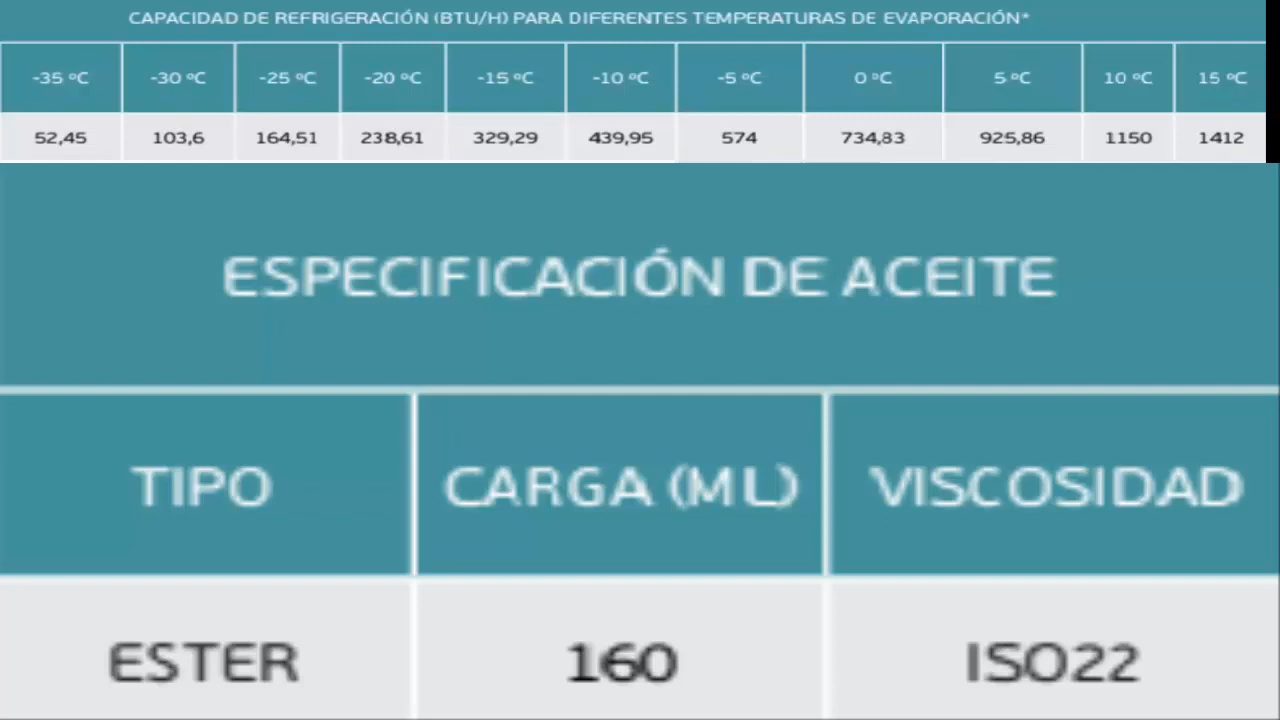 CAPACIDAD DE REFRIGERACIÓN (BTU/H) PARA DIFERENTES TEMPERATURAS DE EVAPORACIÓN*
-35 ºC -30 ºC -25 ºC -20 ºC -15 ºC -10 ºC -5 ºC 0 ºC 5 ºC 10 ºC 15 ºC
52,45 103,6 164,51 238,61 329,29 439,95 574 734,83 925,86 1150 1412
ESPECIFICACIÓN DE ACEITE
TIPO CARGA (ML) VISCOSIDAD
ESTER 160 ISO22